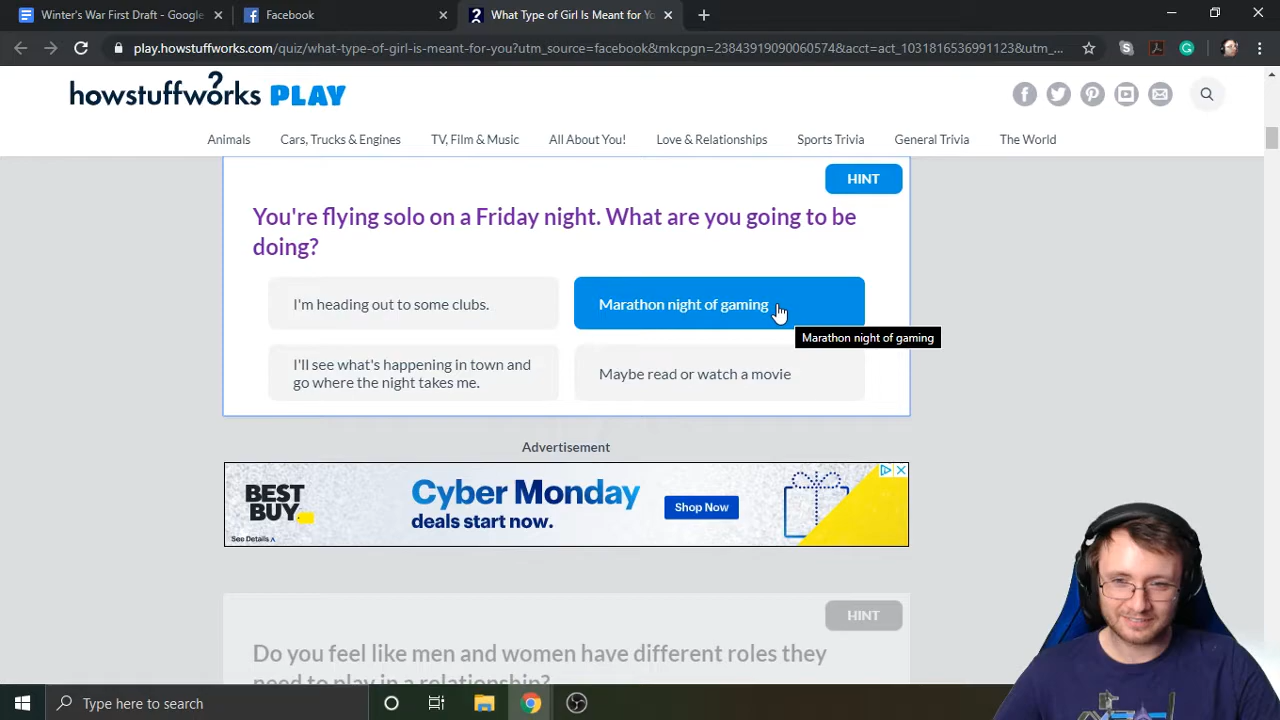 Winter's War First Draft - Google
Facebook
What Type of Girl Is Meant for Yo
play.howstuffworks.com/quiz/what-type-of-girl-is-meant-for-you?utm_source=facebook&mkcpgn=23843919090060574&acct=act_1031816536991123&utm_...
howstuffworks PLAY
Animals Cars, Trucks & Engines TV, Film & Music All About You! Love & Relationships Sports Trivia General Trivia The World
HINT
You're flying solo on a Friday night. What are you going to be
doing?
I'm heading out to some clubs.
Marathon night of gaming
Marathon night of gaming
I'll see what's happening in town and
go where the night takes me.
Maybe read or watch a movie
Advertisement
BEST
BUY
See Details
Cyber Monday
deals start now.
Shop Now
HINT
Do you feel like men and women have different roles they
need to play in a relationship?
Type here to search